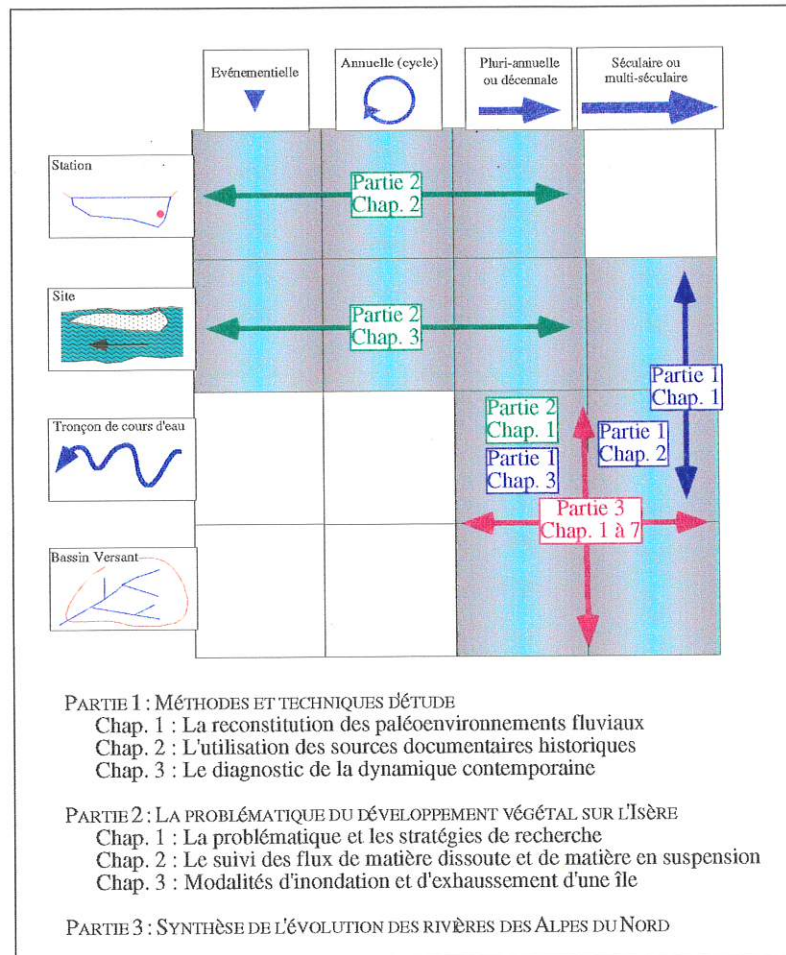 Evénementielle
Annuelle (cycle)
Pluri-annuelle
ou décennale
Séculaire ou
multi-séculaire
Station
Partie 2
Chap. 2
Site
Partie 2
Chap. 3
Partie 1
Chap. 1
Tronçon de cours d'eau
Partie 2
Chap. 1
Partie 1
Chap. 2
Partie 1
Chap. 3
Partie 3
Chap. 1 à 7
Bassin Versant
PARTIE 1 : MÉTHODES ET TECHNIQUES D'ÉTUDE
Chap. 1 : La reconstitution des paléoenvironnements fluviaux
Chap. 2 : L'utilisation des sources documentaires historiques
Chap. 3 : Le diagnostic de la dynamique contemporaine
PARTIE 2 : LA PROBLÉMATIQUE DU DÉVELOPPEMENT VÉGÉTAL SUR L'ISÈRE
Chap. 1 : La problématique et les stratégies de recherche
Chap. 2 : Le suivi des flux de matière dissoute et de matière en suspension
Chap. 3 : Modalités d'inondation et d'exhaussement d'une île
PARTIE 3 : SYNTHÈSE DE L'ÉVOLUTION DES RIVIÈRES DES ALPES DU NORD